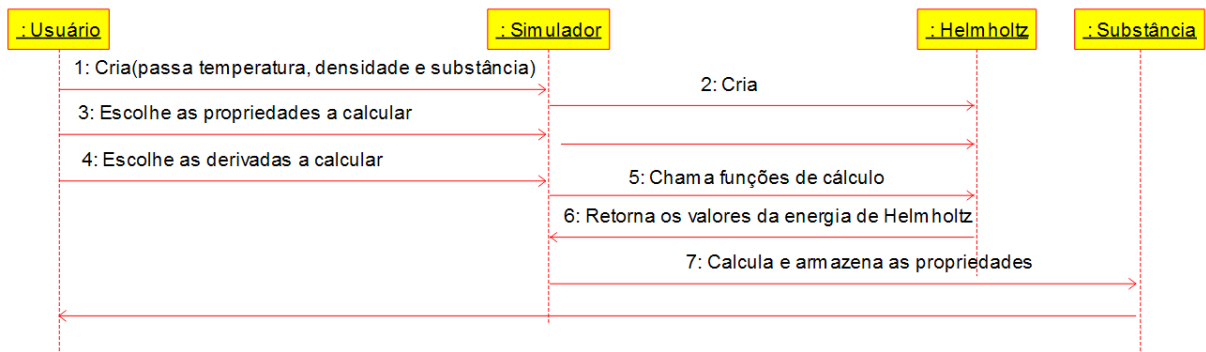 : Usuário
: Simulador
: Helmholtz
: Substância
1: Cria(passa temperatura, densidade e substância)
2: Cria
3: Escolhe as propriedades a calcular
4: Escolhe as derivadas a calcular
5: Chama funções de cálculo
6: Retorna os valores da energia de Helmholtz
7: Calcula e armazena as propriedades